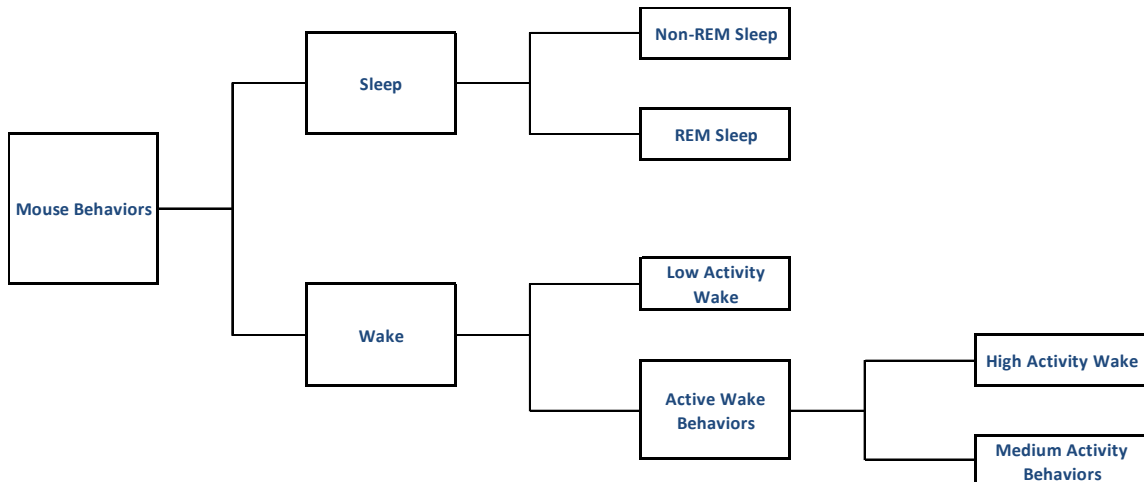 Non-REM Sleep
Sleep
REM Sleep
Mouse Behaviors
Low Activity
Wake
Wake
High Activity Wake
Active Wake
Behaviors
Medium Activity
Behaviors